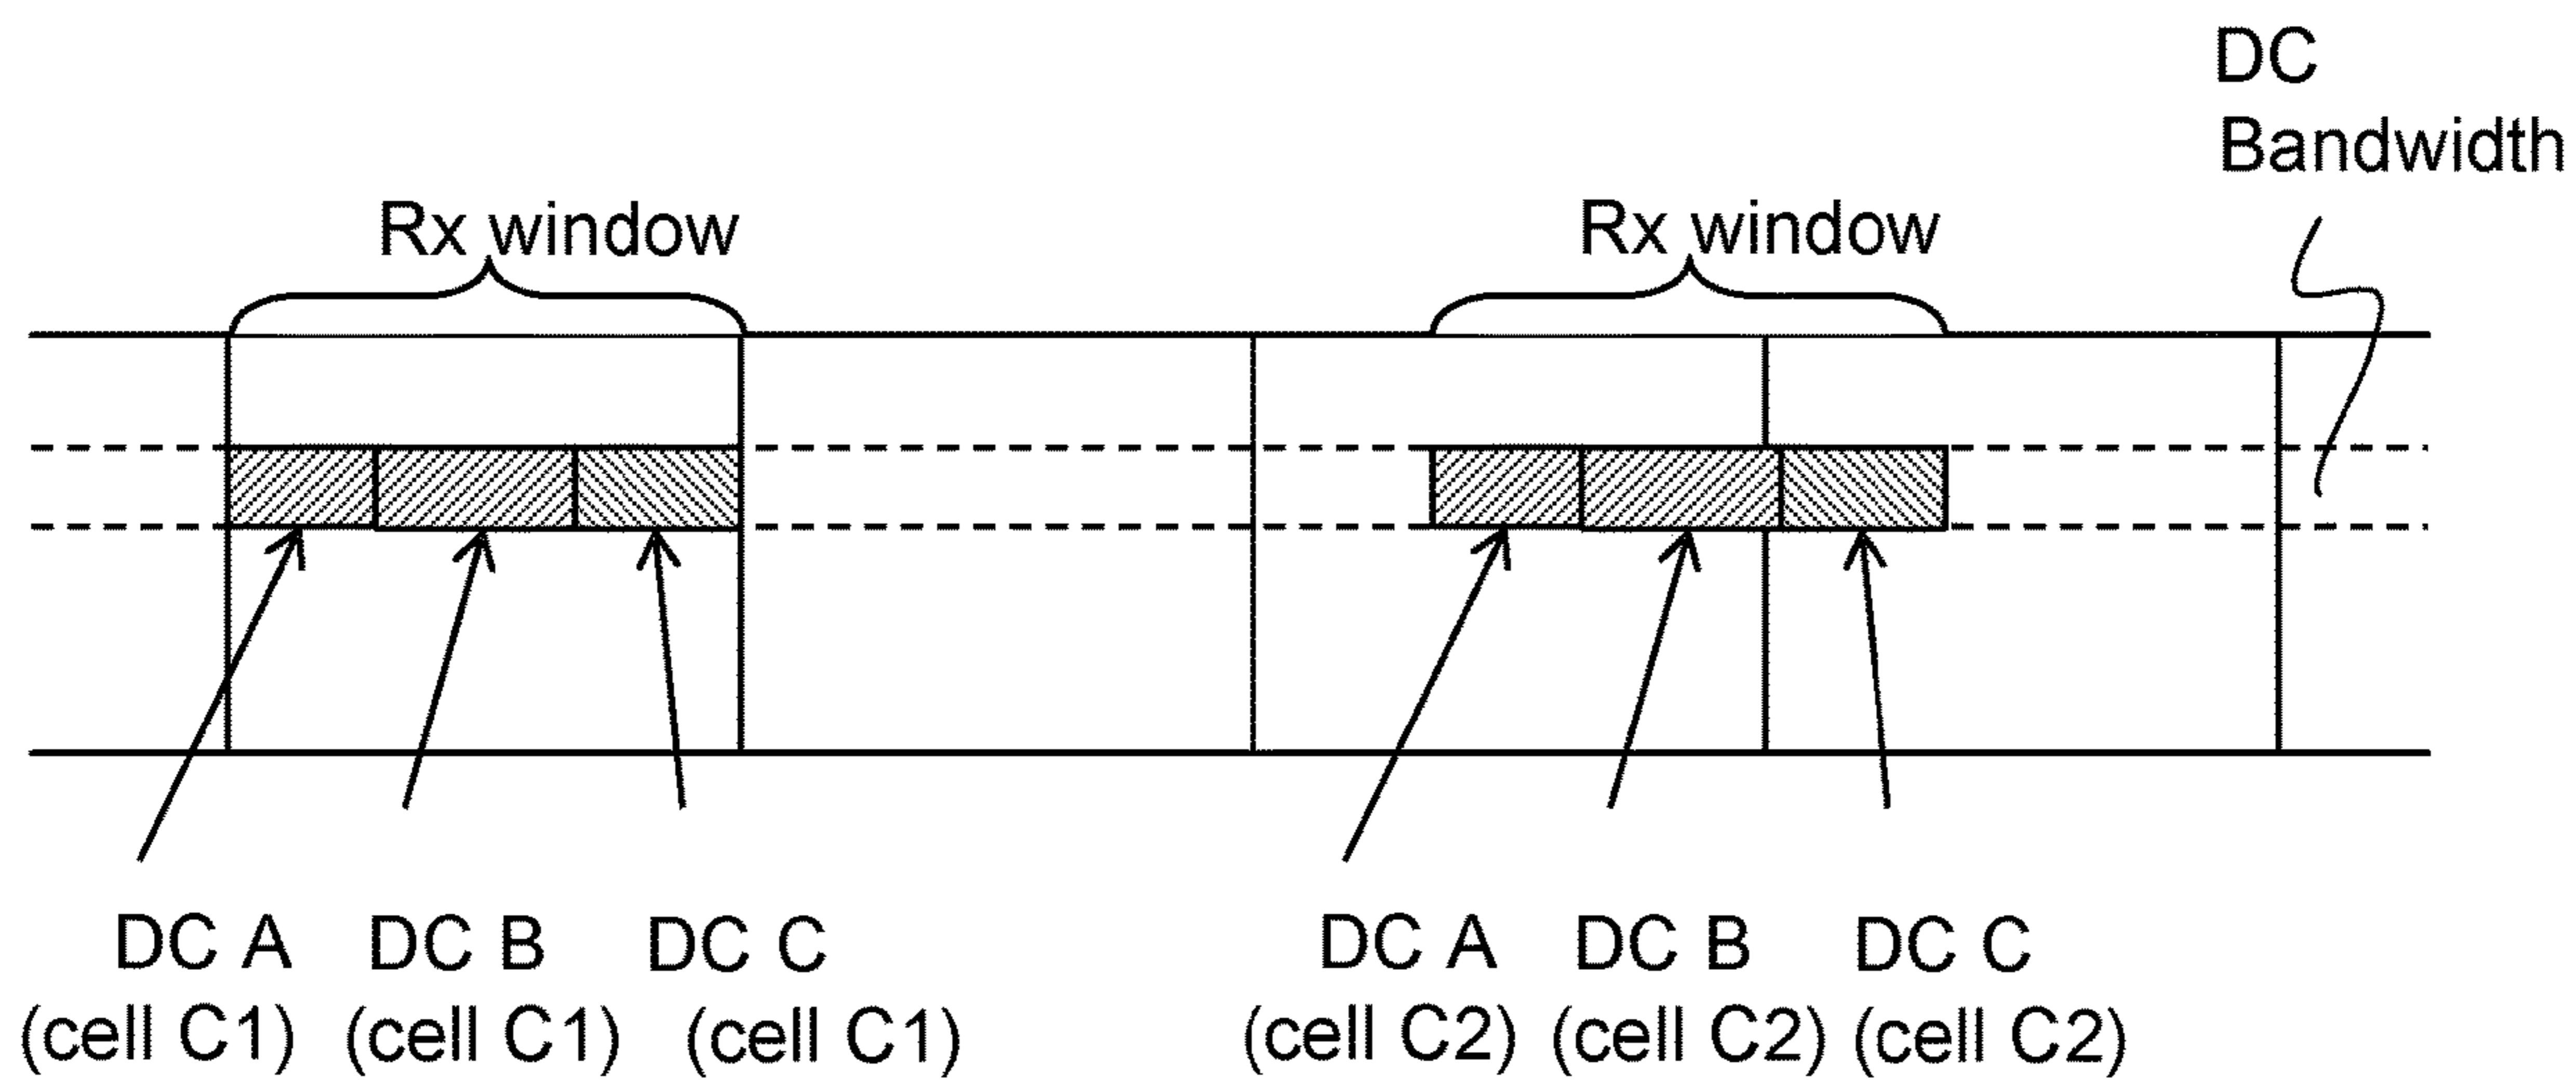 DC
Bandwidth
Rx window
Rx window
DC A
(cell C1)
DC B
(cell C1)
DC C
(cell C1)
DC A
(cell C2)
DC B
(cell C2)
DC C
(cell C2)